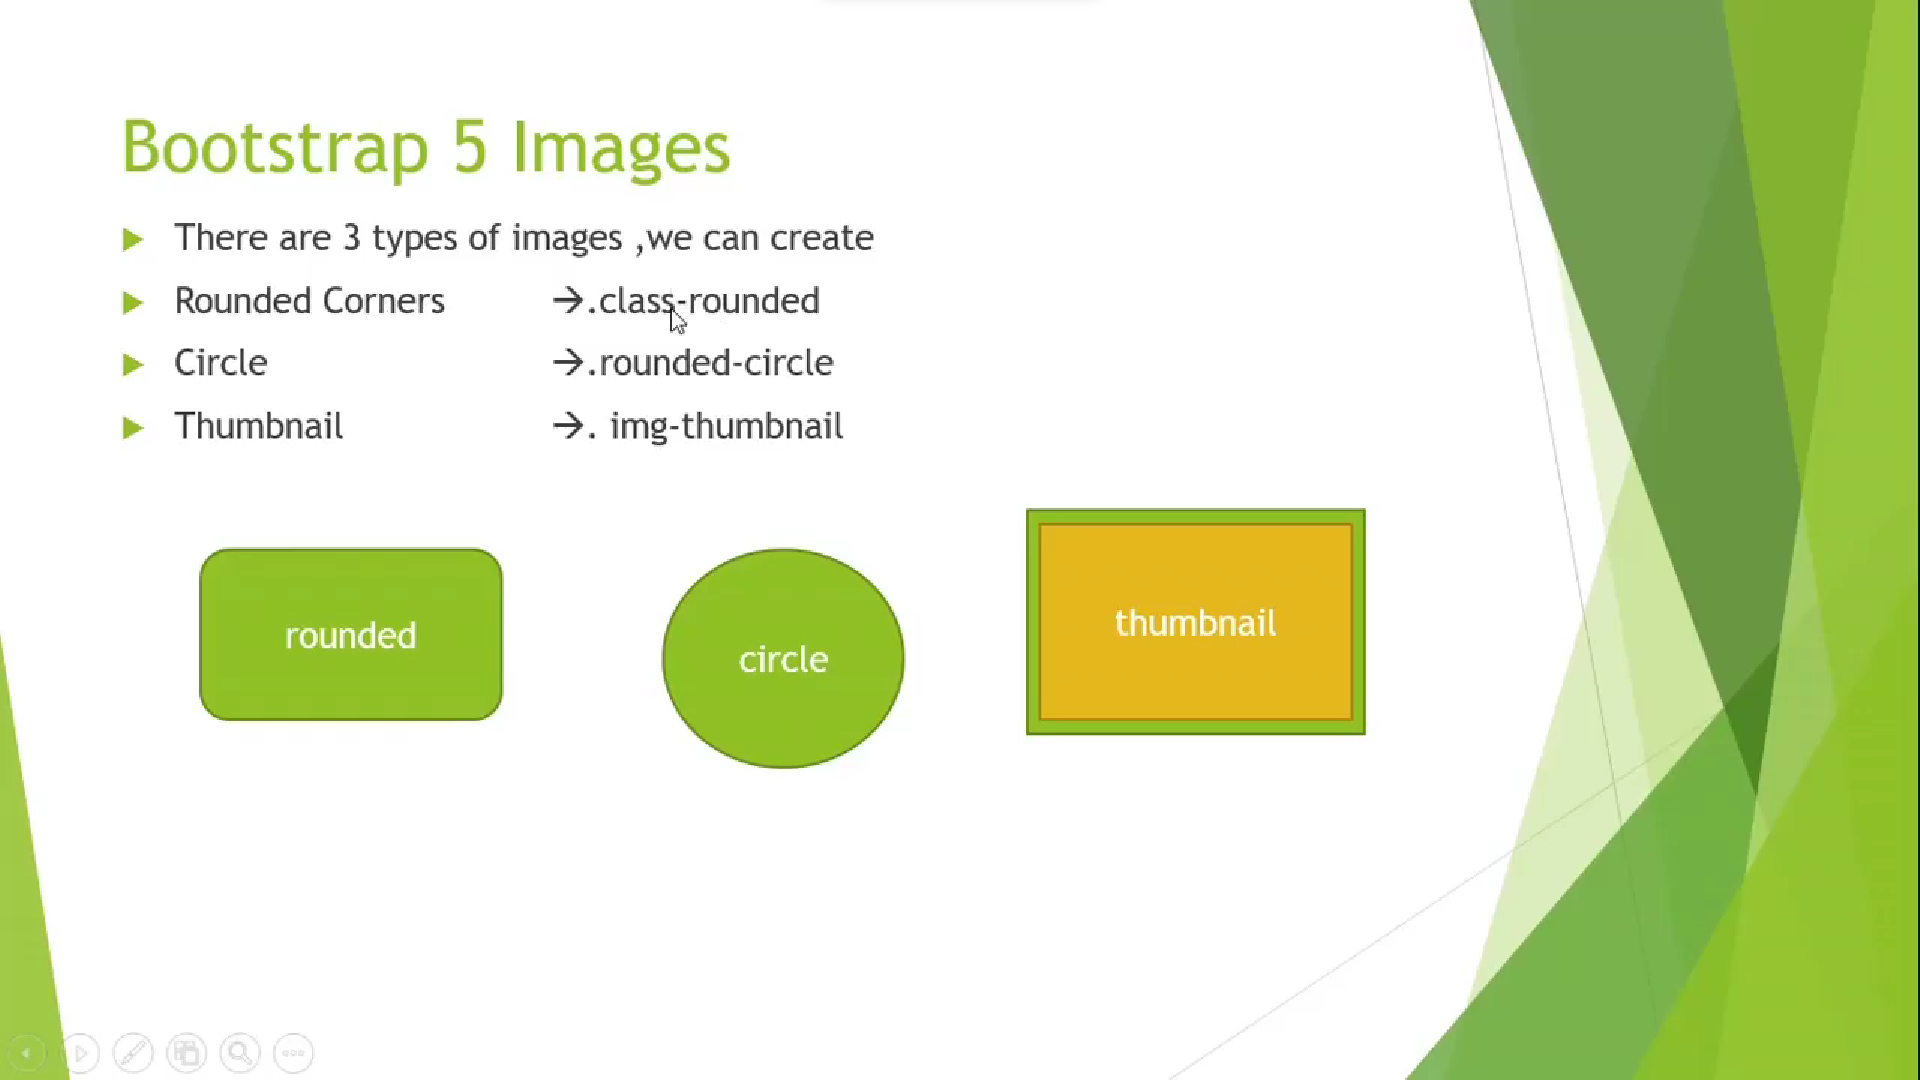 Bootstrap 5 Images
There are 3 types of images ,we can create
Rounded Corners →.class-rounded
Circle →.rounded-circle
Thumbnail →. img-thumbnail
rounded
circle
thumbnail